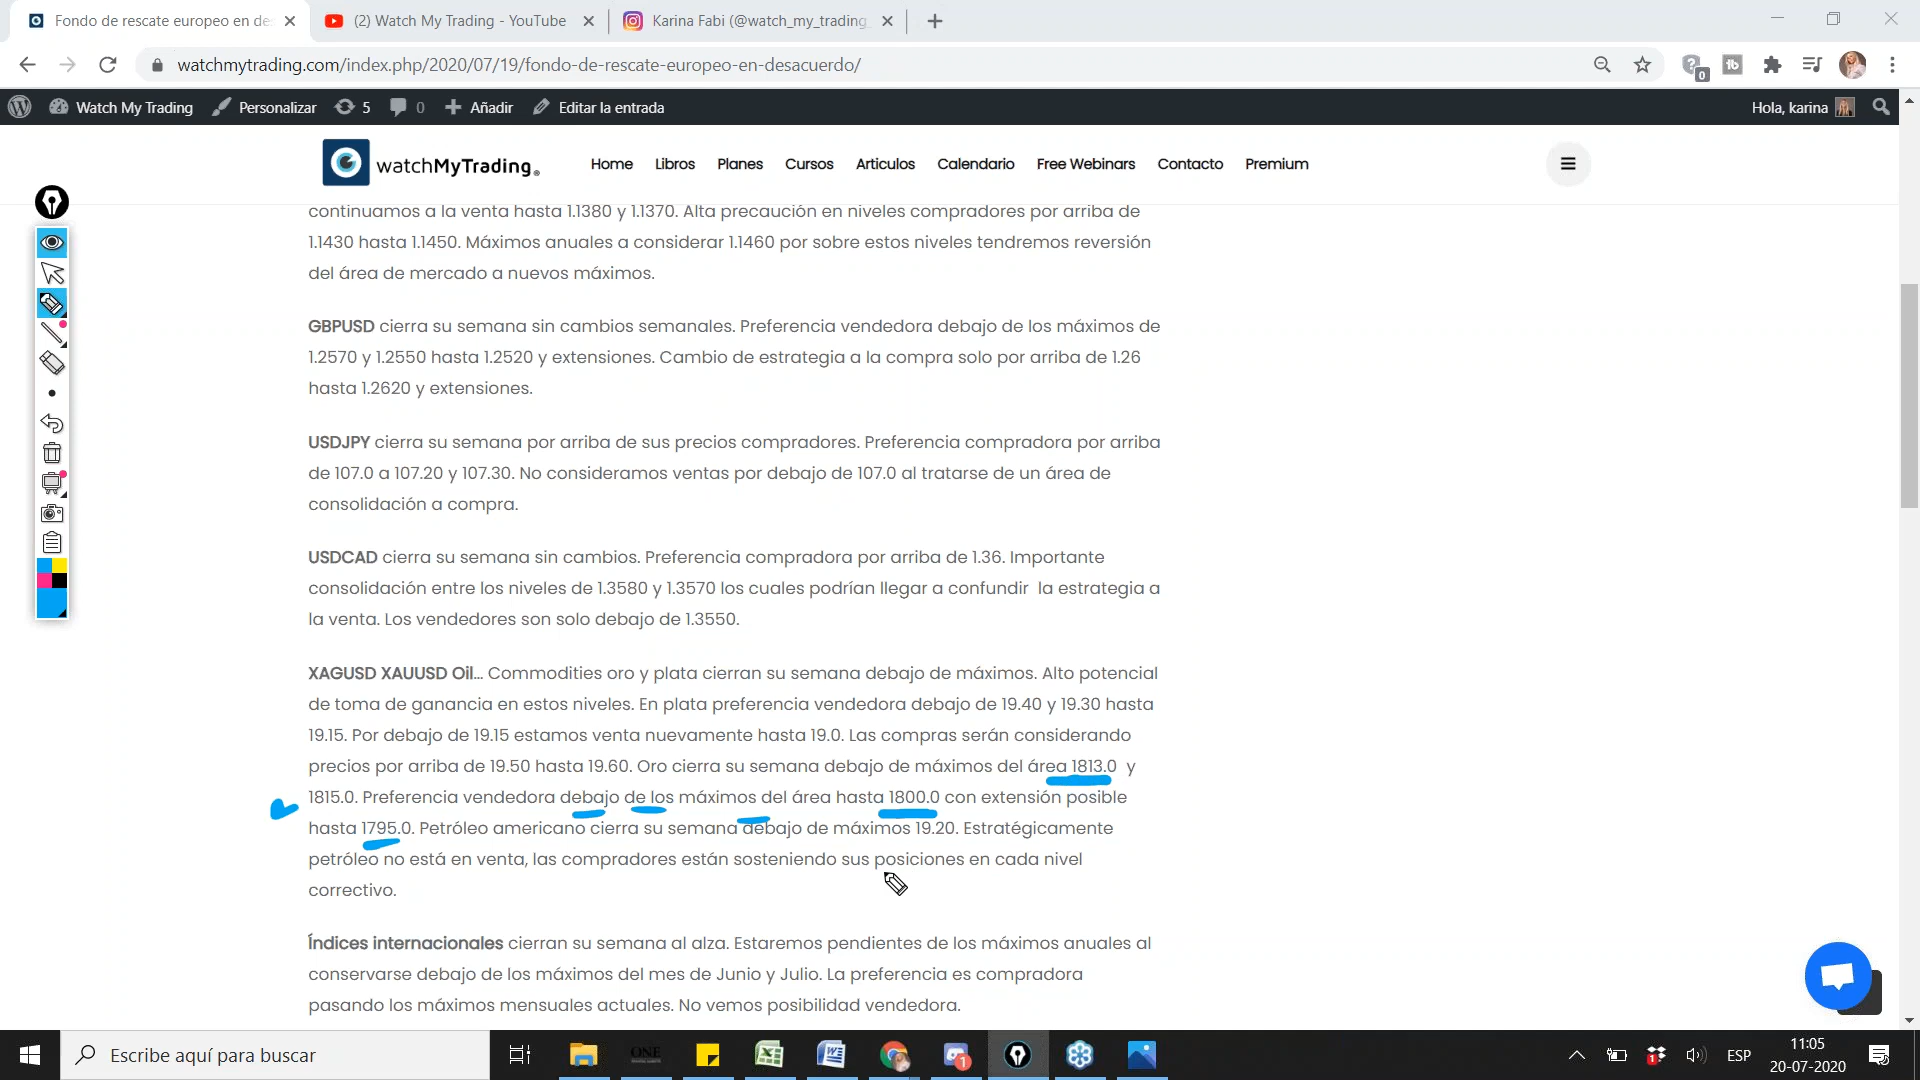 Fondo de rescate europeo en de
(2) Watch My Trading - YouTube
Karina Fabi (@watch_my_trading_
watchmytrading.com/index.php/2020/07/19/fondo-de-rescate-europeo-en-desacuerdo/
0
Watch My Trading
Personalizar
5
0
Añadir
Editar la entrada
Hola, karina
watchMyTrading®
Home
Libros
Planes
Cursos
Articulos
Calendario
Free Webinars
Contacto
Premium
continuamos a la venta hasta 1.1380 y 1.1370. Alta precaución en niveles compradores por arriba de
1.1430 hasta 1.1450. Máximos anuales a considerar 1.1460 por sobre estos niveles tendremos reversión
del área de mercado a nuevos máximos.
GBPUSD cierra su semana sin cambios semanales. Preferencia vendedora debajo de los máximos de
1.2570 y 1.2550 hasta 1.2520 y extensiones. Cambio de estrategia a la compra solo por arriba de 1.26
hasta 1.2620 y extensiones.
USDJPY cierra su semana por arriba de sus precios compradores. Preferencia compradora por arriba
de 107.0 a 107.20 y 107.30. No consideramos ventas por debajo de 107.0 al tratarse de un área de
consolidación a compra.
USDCAD cierra su semana sin cambios. Preferencia compradora por arriba de 1.36. Importante
consolidación entre los niveles de 1.3580 y 1.3570 los cuales podrían llegar a confundir  la estrategia a
la venta. Los vendedores son solo debajo de 1.3550.
XAGUSD XAUUSD Oil... Commodities oro y plata cierran su semana debajo de máximos. Alto potencial
de toma de ganancia en estos niveles. En plata preferencia vendedora debajo de 19.40 y 19.30 hasta
19.15. Por debajo de 19.15 estamos venta nuevamente hasta 19.0. Las compras serán considerando
precios por arriba de 19.50 hasta 19.60. Oro cierra su semana debajo de máximos del área 1813.0  y
1815.0. Preferencia vendedora debajo de los máximos del área hasta 1800.0 con extensión posible
hasta 1795.0. Petróleo americano cierra su semana debajo de máximos 19.20. Estratégicamente
petróleo no está en venta, las compradores están sosteniendo sus posiciones en cada nivel
correctivo.
Índices internacionales cierran su semana al alza. Estaremos pendientes de los máximos anuales al
conservarse debajo de los máximos del mes de Junio y Julio. La preferencia es compradora
pasando los máximos mensuales actuales. No vemos posibilidad vendedora.
Escribe aquí para buscar
ONE
1
1
ESP
11:05
20-07-2020